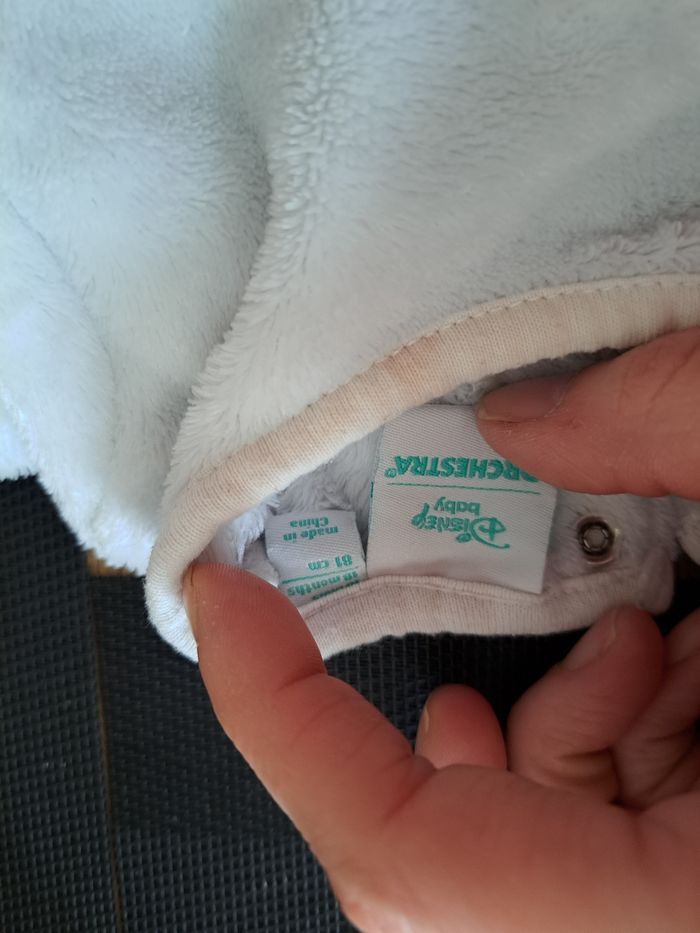 Disney
baby
ORCHESTRA®
18 months
81 cm
made in
China